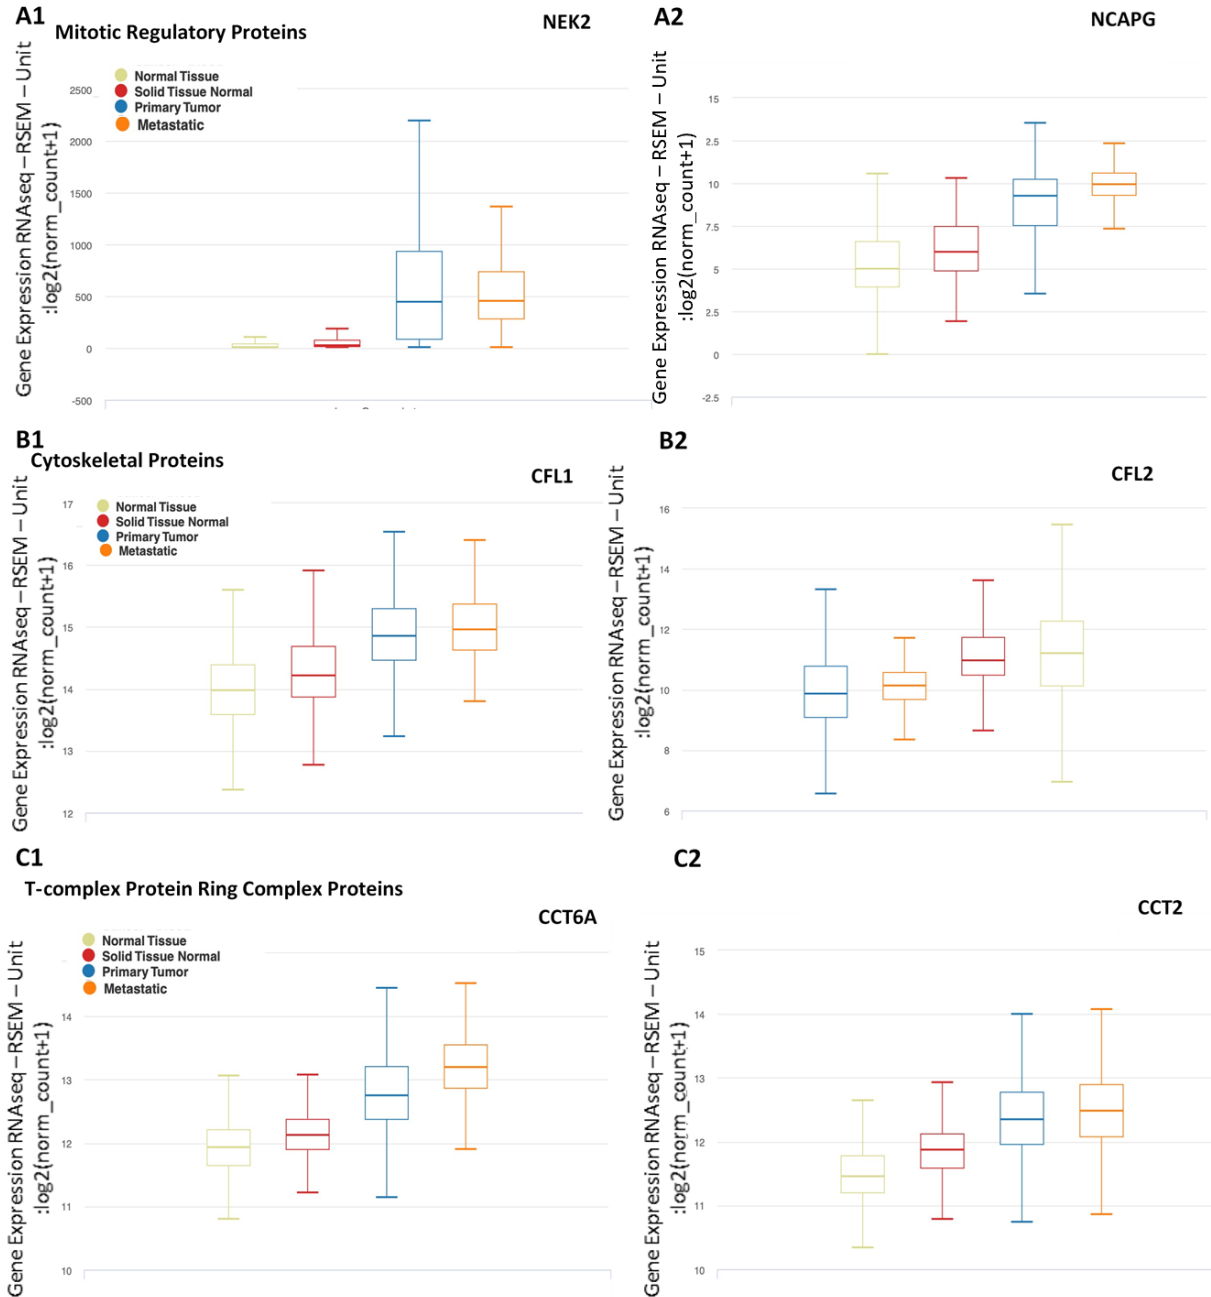 A1
Mitotic Regulatory Proteins
NEK2
Gene Expression RNAseq – RSEM – Unit
:log2(norm_count+1)
Normal Tissue
Solid Tissue Normal
Primary Tumor
Metastatic
2500
2000
1500
1000
500
0
-500
A2
NCAPG
Gene Expression RNAseq – RSEM – Unit
:log2(norm_count+1)
15
2.5
10
7.5
5
2.5
0
-2.5
B1
Cytoskeletal Proteins
CFL1
Gene Expression RNAseq – RSEM – Unit
:log2(norm_count+1)
Normal Tissue
Solid Tissue Normal
Primary Tumor
Metastatic
17
16
15
14
13
12
B2
CFL2
Gene Expression RNAseq – RSEM – Unit
:log2(norm_count+1)
16
14
12
10
8
6
C1
T-complex Protein Ring Complex Proteins
CCT6A
Gene Expression RNAseq – RSEM – Unit
:log2(norm_count+1)
Normal Tissue
Solid Tissue Normal
Primary Tumor
Metastatic
14
13
12
11
10
C2
CCT2
Gene Expression RNAseq – RSEM – Unit
:log2(norm_count+1)
15
14
13
12
11
10